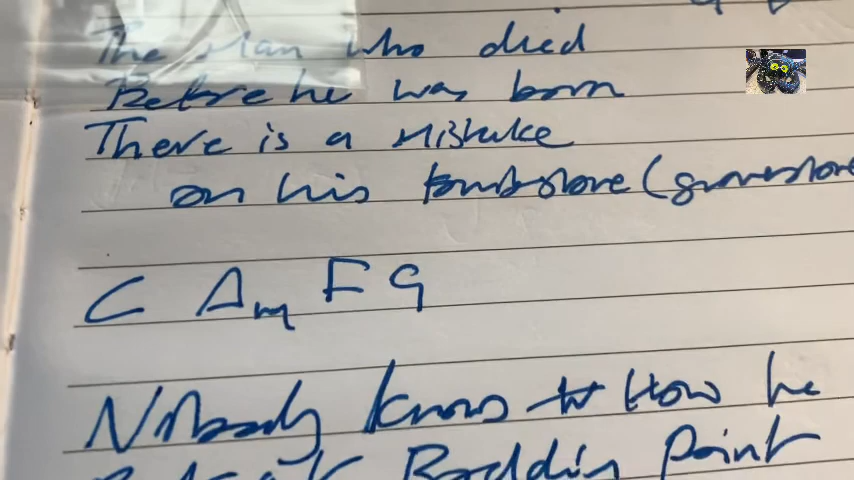 The Man who died
Before he was born
There is a Mistake
on his tombstone (gravestone
C Am F G
Nobody knows How he
Point